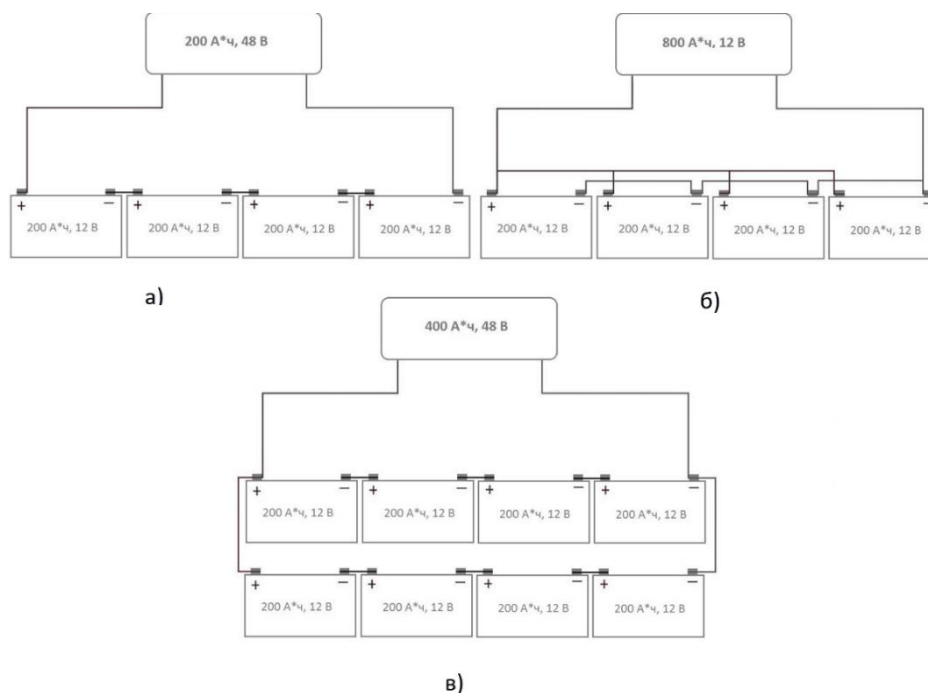 200 А*ч, 48 В
800 А*ч, 12 В
+ − + − + − + −
+ − + − + − + −
200 А*ч, 12 В 200 А*ч, 12 В 200 А*ч, 12 В 200 А*ч, 12 В
200 А*ч, 12 В 200 А*ч, 12 В 200 А*ч, 12 В 200 А*ч, 12 В
а)
б)
400 А*ч, 48 В
+ − + − + − + −
200 А*ч, 12 В 200 А*ч, 12 В 200 А*ч, 12 В 200 А*ч, 12 В
+ − + − + − + −
200 А*ч, 12 В 200 А*ч, 12 В 200 А*ч, 12 В 200 А*ч, 12 В
в)